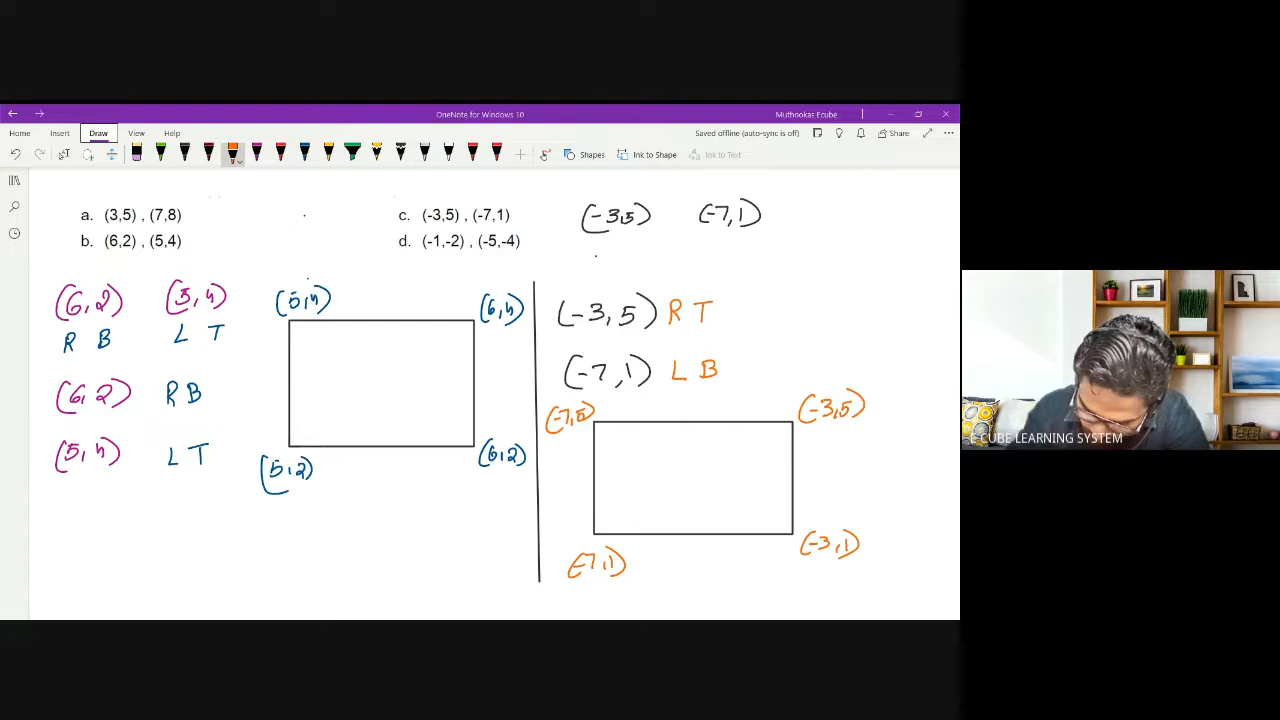 OneNote for Windows 10
Muthookas Ecube
Home Insert Draw View Help
Saved offline (auto-sync is off)
Share
Shapes
Ink to Shape
Ink to Text
a. (3,5) , (7,8)
b. (6,2) , (5,4)
c. (-3,5) , (-7,1)
d. (-1,-2) , (-5,-4)
(-3,5) (-7,1)
(6,2) (5,4)
R B L T
(6,2) R B
(5,4) L T
(5,4) (6,4)
(5,2) (6,2)
(-3,5) R T
(-7,1) L B
(-7,5) (-3,5)
(-7,1) (-3,1)
E CUBE LEARNING SYSTEM